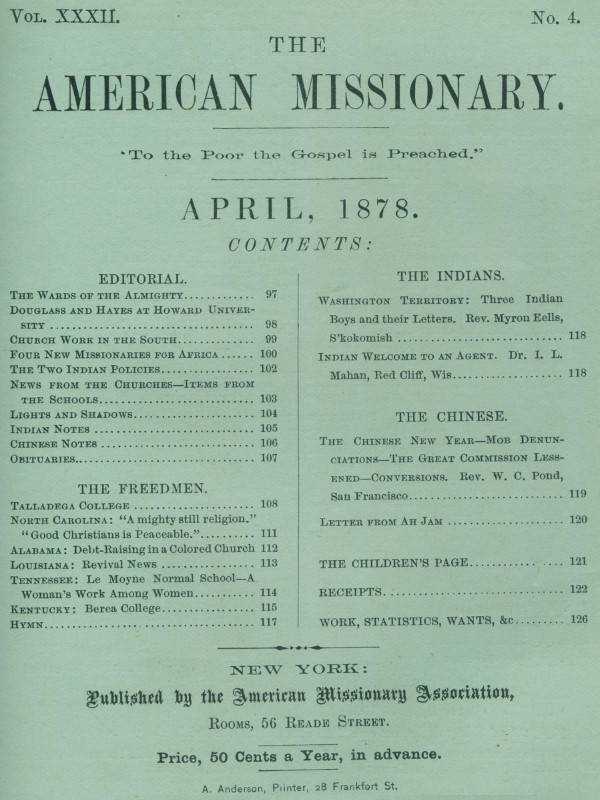 VOL. XXXII.
No. 4.
THE
AMERICAN MISSIONARY.
"To the Poor the Gospel is Preached."
APRIL, 1878.
CONTENTS:
EDITORIAL.
THE WARDS OF THE ALMIGHTY............. 97
DOUGLASS AND HAYES AT HOWARD UNIVER-
SITY ................................ 98
CHURCH WORK IN THE SOUTH.............. 99
FOUR NEW MISSIONARIES FOR AFRICA ...... 100
THE TWO INDIAN POLICIES................ 102
NEWS FROM THE CHURCHES—ITEMS FROM
THE SCHOOLS......................... 103
LIGHTS AND SHADOWS.................... 104
INDIAN NOTES .......................... 105
CHINESE NOTES ......................... 106
OBITUARIES............................. 107
THE FREEDMEN.
TALLADEGA COLLEGE ..................... 108
NORTH CAROLINA: "A mighty still religion."
"Good Christians is Peaceable.".......... 111
ALABAMA: Debt-Raising in a Colored Church 112
LOUISIANA: Revival News ................ 113
TENNESSEE: Le Moyne Normal School—A
Woman's Work Among Women........... 114
KENTUCKY: Berea College................ 115
HYMN................................... 117
THE INDIANS.
WASHINGTON TERRITORY: Three Indian
Boys and their Letters. Rev. Myron Eells,
S'kokomish ............................ 118
INDIAN WELCOME TO AN AGENT. Dr. I. L.
Mahan, Red Cliff, Wis.................... 118
THE CHINESE.
THE CHINESE NEW YEAR—MOB DENUN-
CIATIONS—THE GREAT COMMISSION LESS-
ENED—CONVERSIONS. Rev. W. C. Pond,
San Francisco............................ 119
LETTER FROM AH JAM ..................... 120
THE CHILDREN'S PAGE.................. 121
RECEIPTS............................... 122
WORK, STATISTICS, WANTS, &c......... 126
NEW YORK:
Published by the American Missionary Association,
ROOMS, 56 READE STREET.
Price, 50 Cents a Year, in advance.
A. Anderson, Printer, 28 Frankfort St.